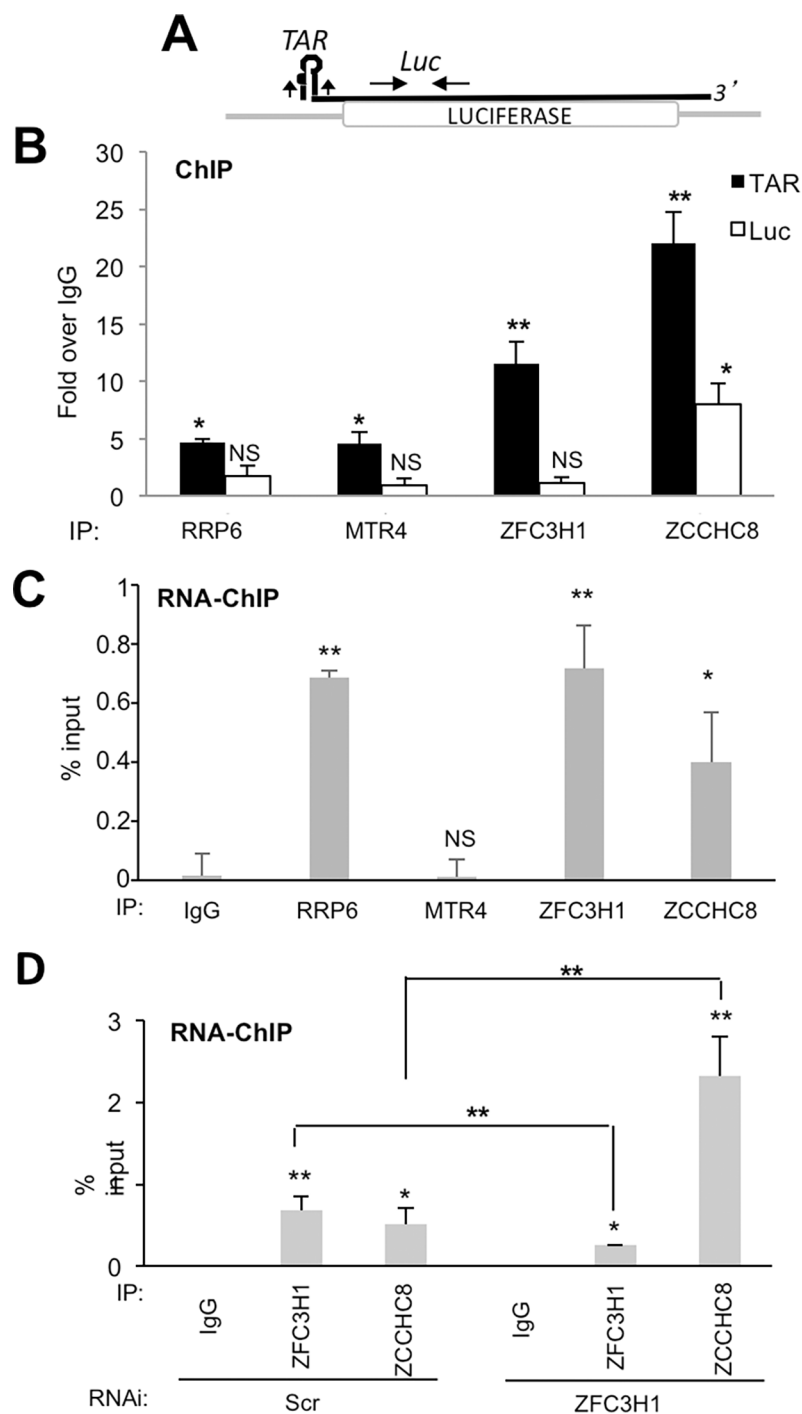 A
TAR
Luc
3’
LUCIFERASE
B
ChIP
TAR
Luc
Fold over IgG
30
25
20
15
10
5
0
* NS
* NS
** NS
** *
IP: RRP6 MTR4 ZFC3H1 ZCCHC8
C
RNA-ChIP
% input
1
0.8
0.6
0.4
0.2
0
** NS ** *
IP: IgG RRP6 MTR4 ZFC3H1 ZCCHC8
D
RNA-ChIP
% input
3
2
1
0
**
**
** * * **
IP: IgG ZFC3H1 ZCCHC8 IgG ZFC3H1 ZCCHC8
RNAi: Scr ZFC3H1